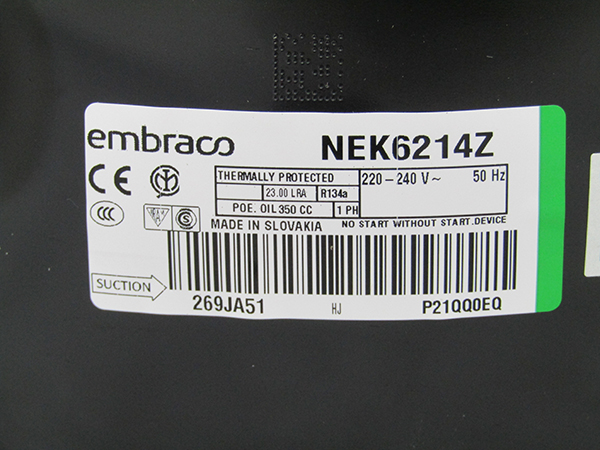 embraco
NEK6214Z
CE
THERMALLY PROTECTED
23.00 LRA R134a
POE. OIL 350 CC 1 PH
220-240 V~ 50 Hz
CCC
MADE IN SLOVAKIA
NO START WITHOUT START.DEVICE
SUCTION
269JA51 HJ P21QQ0EQ